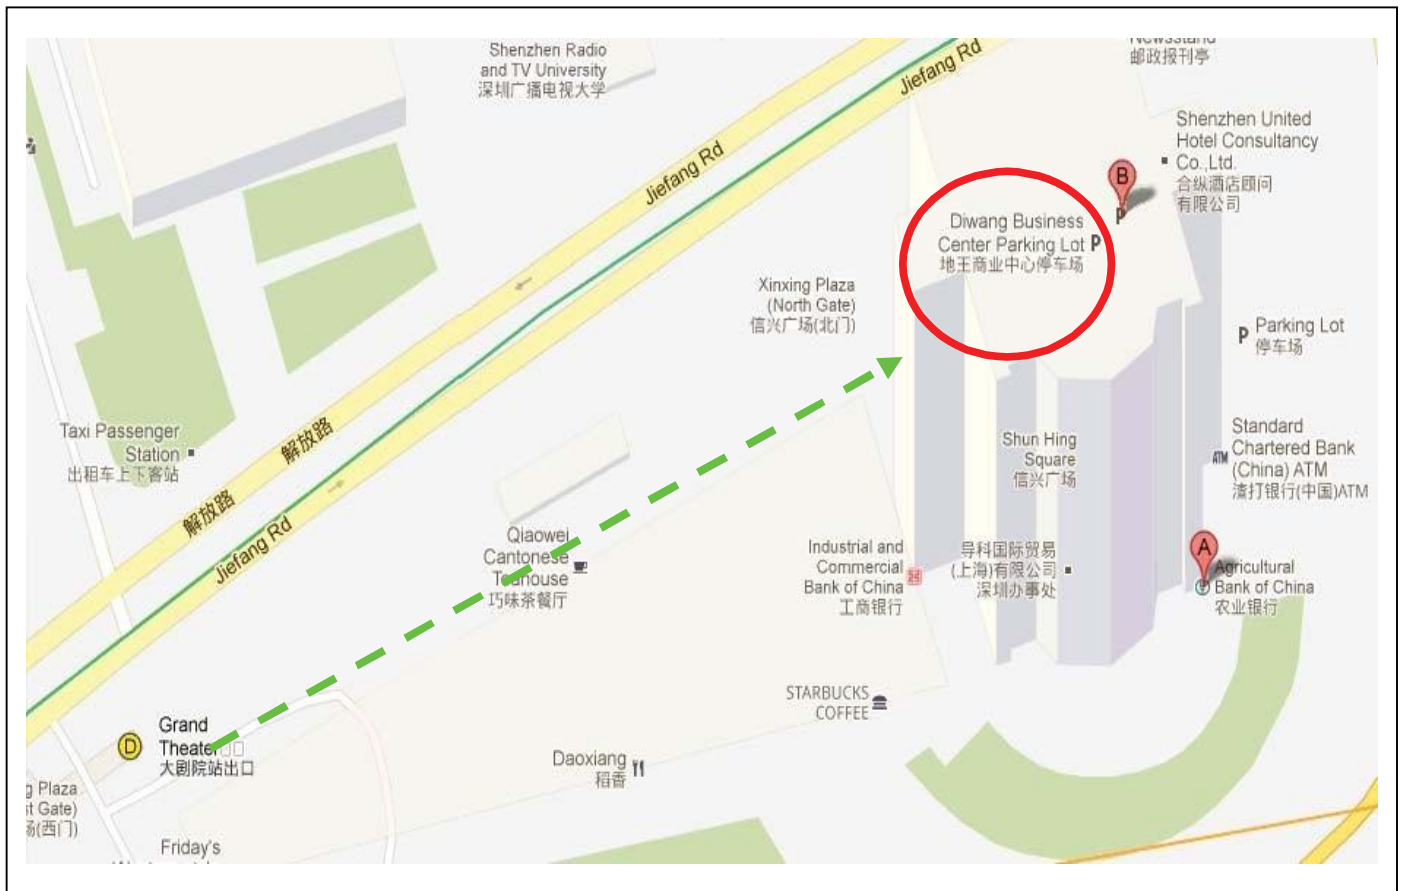 Newsstand
邮政报刊亭
Shenzhen Radio
and TV University
深圳广播电视大学
Jiefang Rd
Jiefang Rd
Shenzhen United
Hotel Consultancy
Co.,Ltd.
合纵酒店顾问
有限公司
B
P
Diwang Business
Center Parking Lot P
地王商业中心停车场
Xinxing Plaza
(North Gate)
信兴广场(北门)
P Parking Lot
停车场
Taxi Passenger
Station
出租车上下客站
解放路
解放路
Jiefang Rd
Shun Hing
Square
信兴广场
ATM
Standard
Chartered Bank
(China) ATM
渣打银行(中国)ATM
Qiaowei
Cantonese
Teahouse
巧味茶餐厅
Industrial and
Commercial
Bank of China
工商银行
导科国际贸易
(上海)有限公司
深圳办事处
A
Agricultural
Bank of China
农业银行
STARBUCKS
COFFEE
D
Grand
Theater
大剧院站出口
Daoxiang
稻香
g Plaza
st Gate)
场(西门)
Friday's